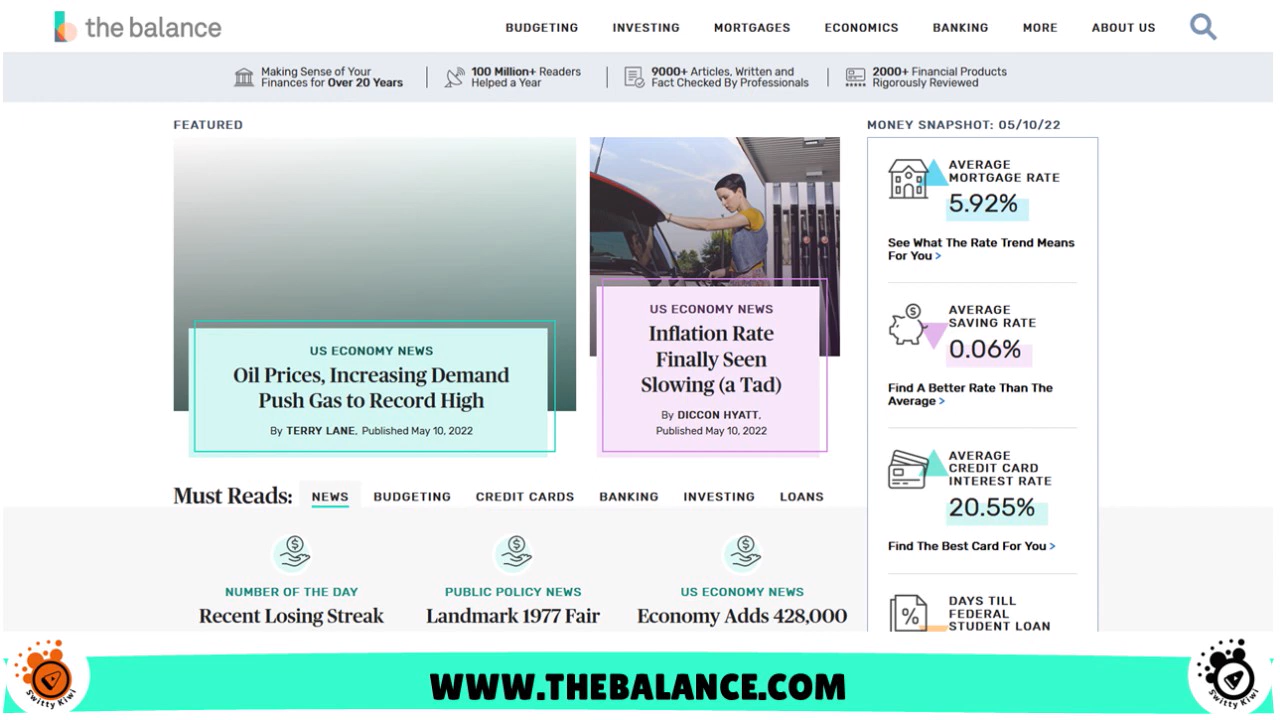 the balance
BUDGETING INVESTING MORTGAGES ECONOMICS BANKING MORE ABOUT US
Making Sense of Your
Finances for Over 20 Years
100 Million+ Readers
Helped a Year
9000+ Articles, Written and
Fact Checked By Professionals
2000+ Financial Products
Rigorously Reviewed
FEATURED
US ECONOMY NEWS
Oil Prices, Increasing Demand
Push Gas to Record High
By TERRY LANE, Published May 10, 2022
US ECONOMY NEWS
Inflation Rate
Finally Seen
Slowing (a Tad)
By DICCON HYATT,
Published May 10, 2022
MONEY SNAPSHOT: 05/10/22
AVERAGE
MORTGAGE RATE
5.92%
See What The Rate Trend Means
For You >
AVERAGE
SAVING RATE
0.06%
Find A Better Rate Than The
Average >
AVERAGE
CREDIT CARD
INTEREST RATE
20.55%
Find The Best Card For You >
DAYS TILL
FEDERAL
STUDENT LOAN
Must Reads: NEWS BUDGETING CREDIT CARDS BANKING INVESTING LOANS
NUMBER OF THE DAY
Recent Losing Streak
PUBLIC POLICY NEWS
Landmark 1977 Fair
US ECONOMY NEWS
Economy Adds 428,000
Switty Kiwi
WWW.THEBALANCE.COM
Switty Kiwi